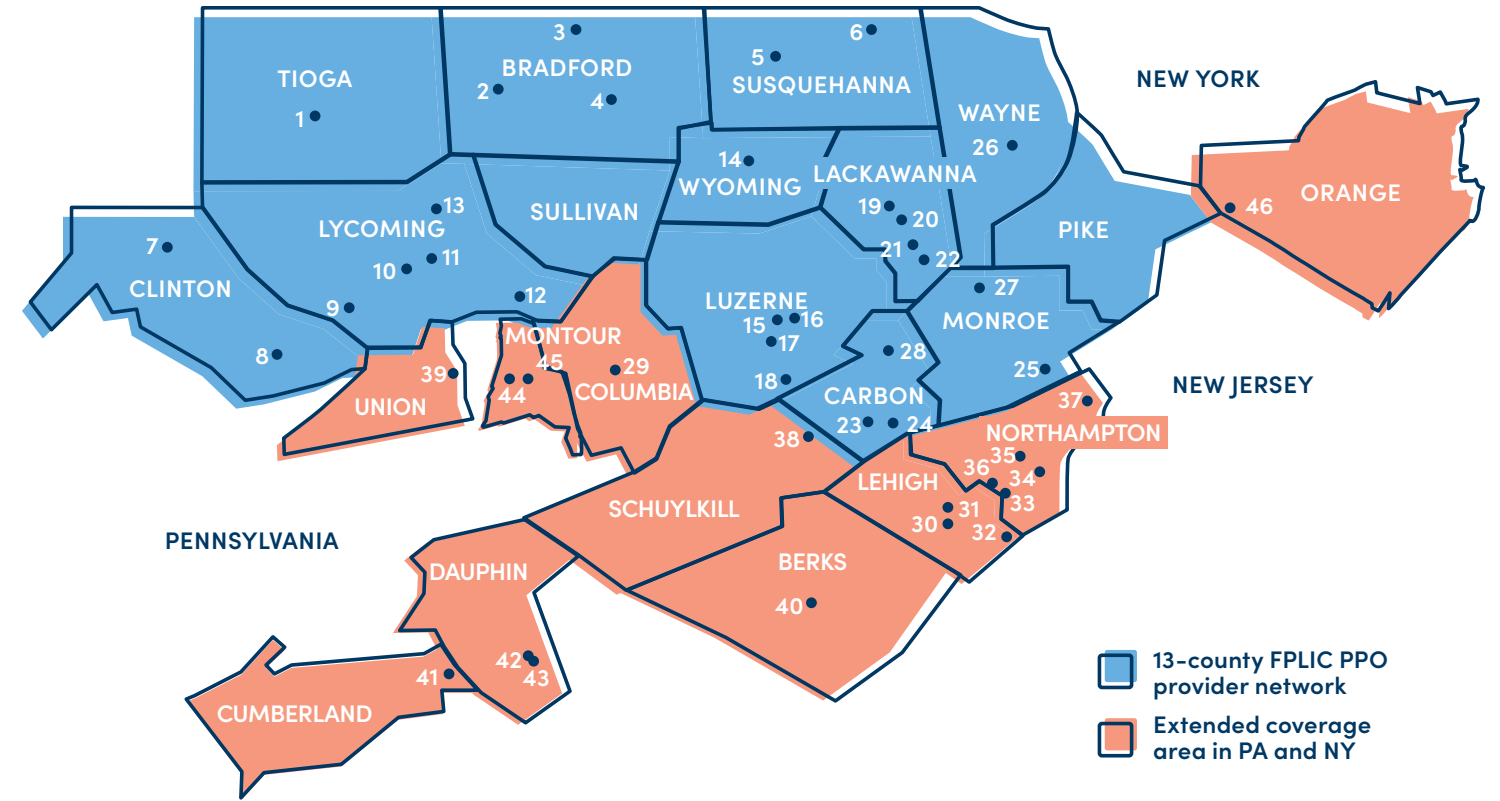 3
6
BRADFORD
5
NEW YORK
TIOGA
SUSQUEHANNA
2
4
WAYNE
1
26
14
LACKAWANNA
WYOMING
ORANGE
13
SULLIVAN
19
46
LYCOMING
20
PIKE
7
21
11
22
10
CLINTON
27
12
LUZERNE
9
15
16
MONROE
MONTOUR
17
28
8
45
29
25
39
18
NEW JERSEY
44
COLUMBIA
CARBON
UNION
37
23
24
38
NORTHAMPTON
35
36
34
LEHIGH
33
31
SCHUYLKILL
30
32
PENNSYLVANIA
BERKS
DAUPHIN
40
42
41
43
CUMBERLAND
13-county FPLIC PPO
provider network
Extended coverage
area in PA and NY